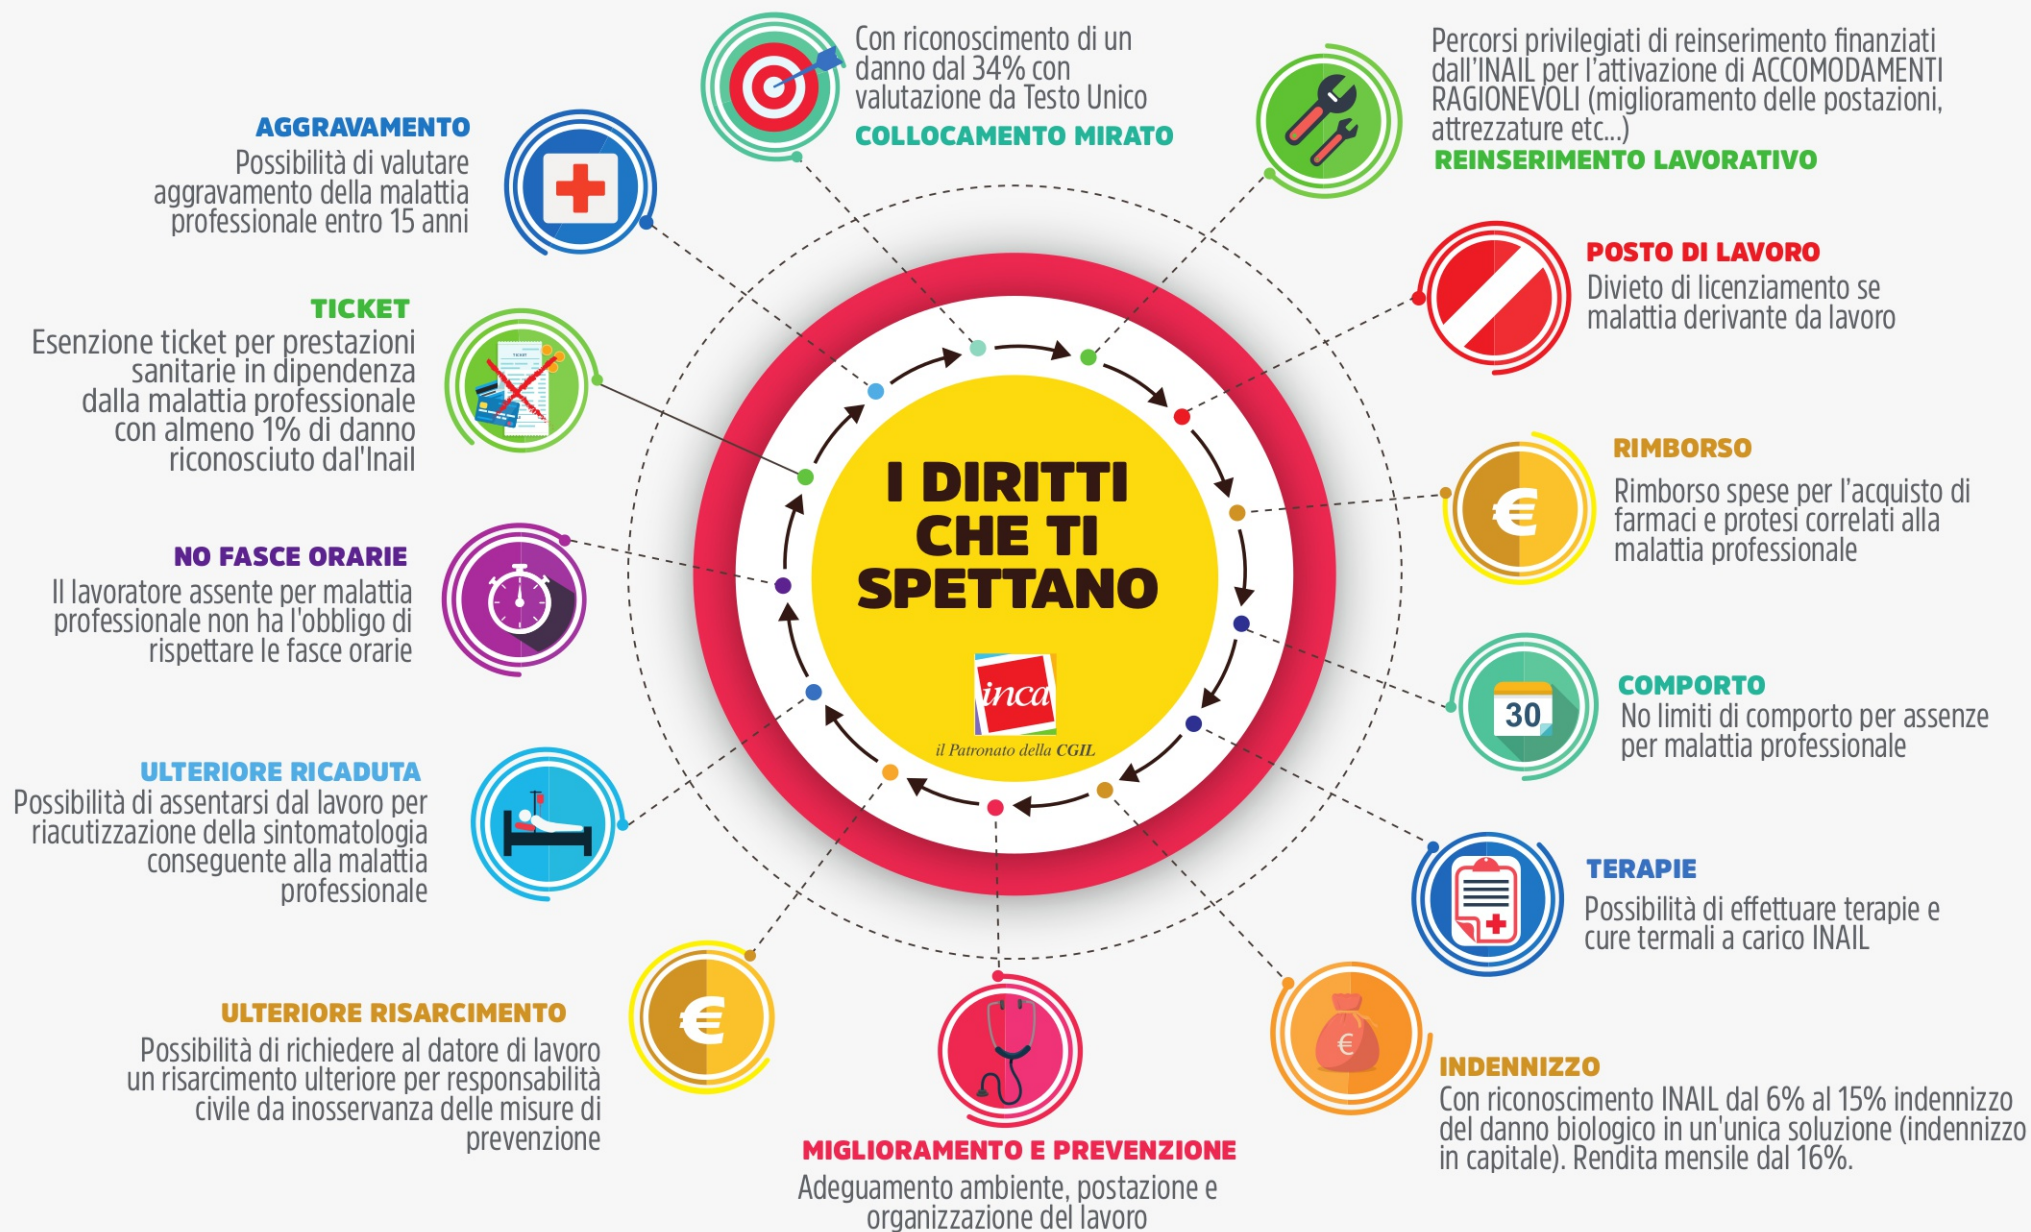 Con riconoscimento di un
danno dal 34% con
valutazione da Testo Unico
COLLOCAMENTO MIRATO
Percorsi privilegiati di reinserimento finanziati
dall'INAIL per l'attivazione di ACCOMODAMENTI
RAGIONEVOLI (miglioramento delle postazioni,
attrezzature etc...)
REINSERIMENTO LAVORATIVO
POSTO DI LAVORO
Divieto di licenziamento se
malattia derivante da lavoro
RIMBORSO
Rimborso spese per l'acquisto di
farmaci e protesi correlati alla
malattia professionale
COMPORTO
No limiti di comporto per assenze
per malattia professionale
30
TERAPIE
Possibilità di effettuare terapie e
cure termali a carico INAIL
INDENNIZZO
Con riconoscimento INAIL dal 6% al 15% indennizzo
del danno biologico in un'unica soluzione (indennizzo
in capitale). Rendita mensile dal 16%.
MIGLIORAMENTO E PREVENZIONE
Adeguamento ambiente, postazione e
organizzazione del lavoro
ULTERIORE RISARCIMENTO
Possibilità di richiedere al datore di lavoro
un risarcimento ulteriore per responsabilità
civile da inosservanza delle misure di
prevenzione
ULTERIORE RICADUTA
Possibilità di assentarsi dal lavoro per
riacutizzazione della sintomatologia
conseguente alla malattia
professionale
NO FASCE ORARIE
Il lavoratore assente per malattia
professionale non ha l'obbligo di
rispettare le fasce orarie
TICKET
Esenzione ticket per prestazioni
sanitarie in dipendenza
dalla malattia professionale
con almeno 1% di danno
riconosciuto dal'Inail
TICKET
AGGRAVAMENTO
Possibilità di valutare
aggravamento della malattia
professionale entro 15 anni
I DIRITTI
CHE TI
SPETTANO
inca
il Patronato della CGIL
€
€
€